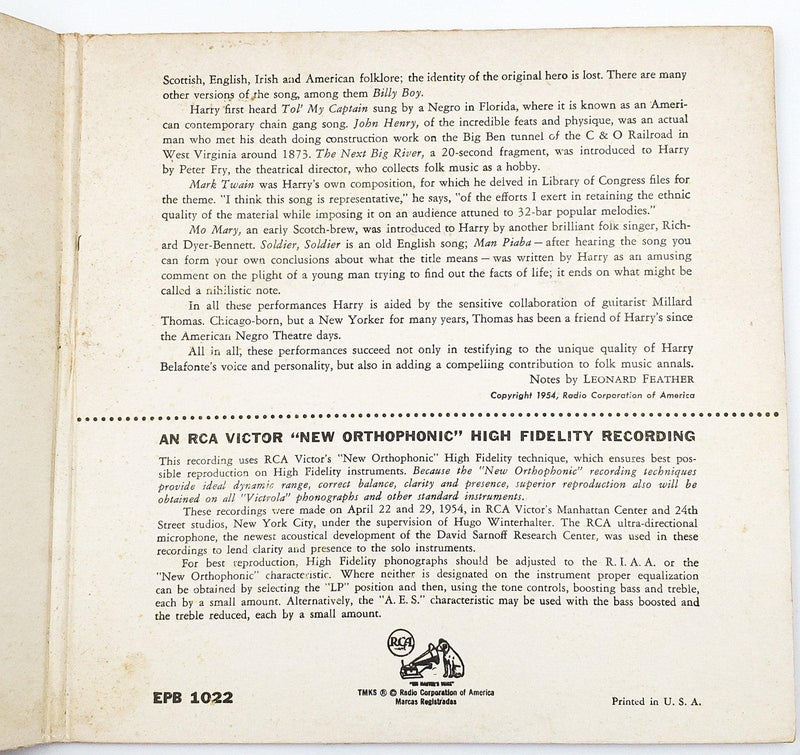 Scottish, English, Irish and American folklore; the identity of the original hero is lost. There are many
other versions of the song, among them Billy Boy.
Harry first heard Tol' My Captain sung by a Negro in Florida, where it is known as an Ameri-
can contemporary chain gang song. John Henry, of the incredible feats and physique, was an actual
man who met his death doing construction work on the Big Ben tunnel of the C & O Railroad in
West Virginia around 1873. The Next Big River, a 20-second fragment, was introduced to Harry
by Peter Fry, the theatrical director, who collects folk music as a hobby.
Mark Twain was Harry's own composition, for which he delved in Library of Congress files for
the theme. "I think this song is representative," he says, "of the efforts I exert in retaining the ethnic
quality of the material while imposing it on an audience attuned to 32-bar popular melodies."
Mo Mary, an early Scotch-brew, was introduced to Harry by another brilliant folk singer, Rich-
ard Dyer-Bennett. Soldier, Soldier is an old English song; Man Piaba — after hearing the song you
can form your own conclusions about what the title means — was written by Harry as an amusing
comment on the plight of a young man trying to find out the facts of life; it ends on what might be
called a nihilistic note.
In all these performances Harry is aided by the sensitive collaboration of guitarist Millard
Thomas. Chicago-born, but a New Yorker for many years, Thomas has been a friend of Harry's since
the American Negro Theatre days.
All in all, these performances succeed not only in testifying to the unique quality of Harry
Belafonte's voice and personality, but also in adding a compelling contribution to folk music annals.
Notes by LEONARD FEATHER
Copyright 1954, Radio Corporation of America
AN RCA VICTOR "NEW ORTHOPHONIC" HIGH FIDELITY RECORDING
This recording uses RCA Victor's "New Orthophonic" High Fidelity technique, which ensures best pos-
sible reproduction on High Fidelity instruments. Because the "New Orthophonic" recording techniques
provide ideal dynamic range, correct balance, clarity and presence, superior reproduction also will be
obtained on all "Victrola" phonographs and other standard instruments.
These recordings were made on April 22 and 29, 1954, in RCA Victor's Manhattan Center and 24th
Street studios, New York City, under the supervision of Hugo Winterhalter. The RCA ultra-directional
microphone, the newest acoustical development of the David Sarnoff Research Center, was used in these
recordings to lend clarity and presence to the solo instruments.
For best reproduction, High Fidelity phonographs should be adjusted to the R. I. A. A. or the
"New Orthophonic" characteristic. Where neither is designated on the instrument proper equalization
can be obtained by selecting the "LP" position and then, using the tone controls, boosting bass and treble,
each by a small amount. Alternatively, the "A. E. S." characteristic may be used with the bass boosted and
the treble reduced, each by a small amount.
RCA
"HIS MASTER'S VOICE"
EPB 1022
TMKS ® © Radio Corporation of America
Marcas Registradas
Printed in U. S. A.